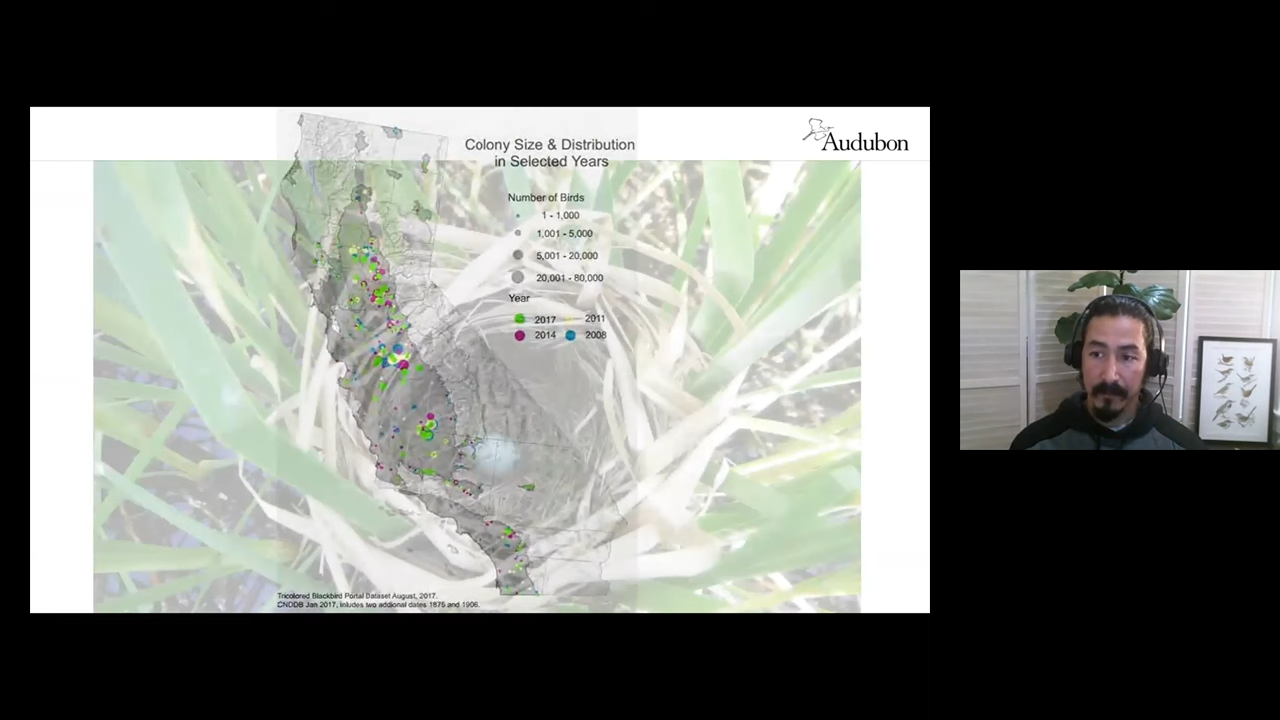 Audubon
Colony Size & Distribution
in Selected Years
Number of Birds
1 - 1,000
1,001 - 5,000
5,001 - 20,000
20,001 - 80,000
Year
2017 2011
2014 2008
Tricolored Blackbird Portal Dataset August, 2017.
CNDDB Jan 2017, inludes two addional dates 1875 and 1906.